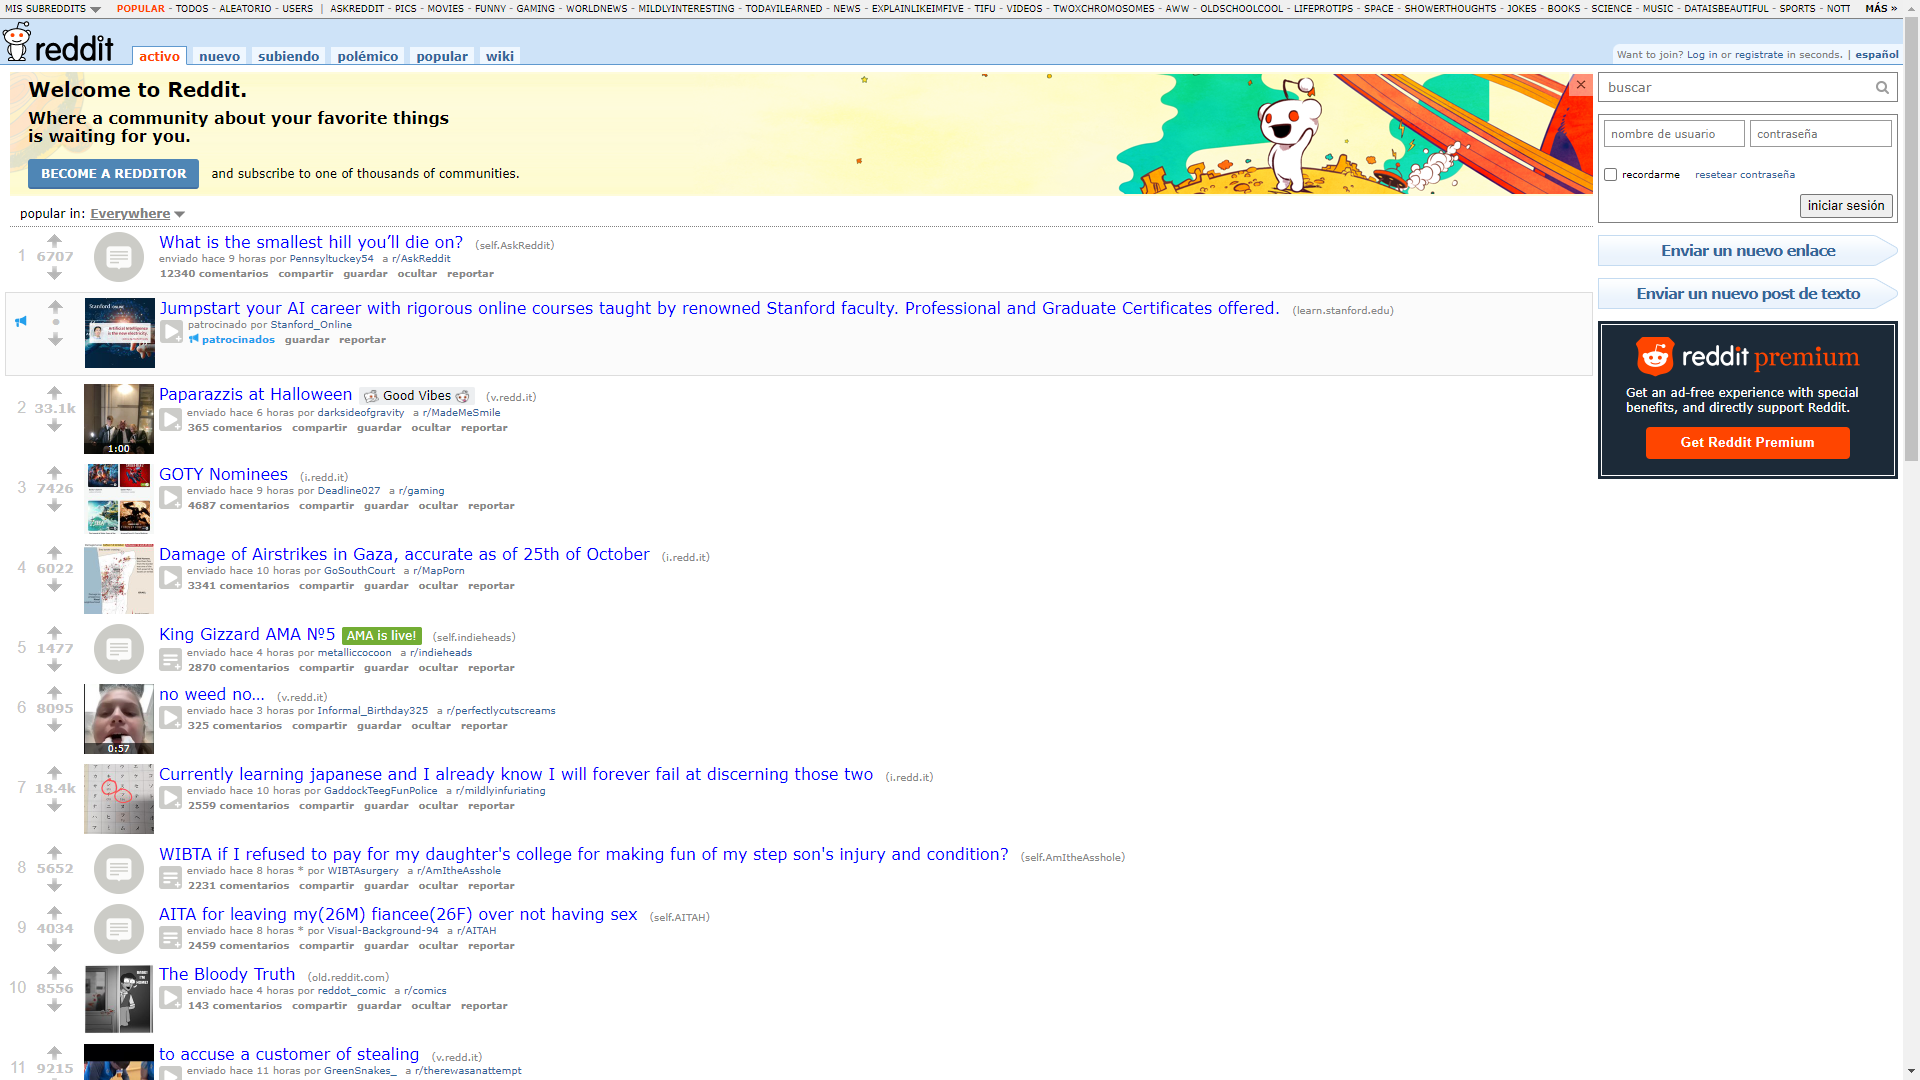 MIS SUBREDDITS POPULAR - TODOS - ALEATORIO - USERS | ASKREDDIT - PICS - MOVIES - FUNNY - GAMING - WORLDNEWS - MILDLYINTERESTING - TODAYILEARNED - NEWS - EXPLAINLIKEIMFIVE - TIFU - VIDEOS - TWOXCHROMOSOMES - AWW - OLDSCHOOLCOOL - LIFEPROTIPS - SPACE - SHOWERTHOUGHTS - JOKES - BOOKS - SCIENCE - MUSIC - DATAISBEAUTIFUL - SPORTS - NOTT MÁS »
reddit activo nuevo subiendo polémico popular wiki
Want to join? Log in or registrate in seconds. | español
Welcome to Reddit.
Where a community about your favorite things
is waiting for you.
BECOME A REDDITOR and subscribe to one of thousands of communities.
popular in: Everywhere
1 6707
What is the smallest hill you'll die on? (self.AskReddit)
enviado hace 9 horas por Pennsyltuckey54 a r/AskReddit
12340 comentarios compartir guardar ocultar reportar
Jumpstart your AI career with rigorous online courses taught by renowned Stanford faculty. Professional and Graduate Certificates offered. (learn.stanford.edu)
patrocinado por Stanford_Online
patrocinados guardar reportar
2 33.1k
1:00
Paparazzis at Halloween Good Vibes (v.redd.it)
enviado hace 6 horas por darksideofgravity a r/MadeMeSmile
365 comentarios compartir guardar ocultar reportar
3 7426
GOTY Nominees (i.redd.it)
enviado hace 9 horas por Deadline027 a r/gaming
4687 comentarios compartir guardar ocultar reportar
4 6022
Damage of Airstrikes in Gaza, accurate as of 25th of October (i.redd.it)
enviado hace 10 horas por GoSouthCourt a r/MapPorn
3341 comentarios compartir guardar ocultar reportar
5 1477
King Gizzard AMA №5 AMA is live! (self.indieheads)
enviado hace 4 horas por metalliccocoon a r/indieheads
2870 comentarios compartir guardar ocultar reportar
6 8095
0:57
no weed no... (v.redd.it)
enviado hace 3 horas por Informal_Birthday325 a r/perfectlycutscreams
325 comentarios compartir guardar ocultar reportar
7 18.4k
Currently learning japanese and I already know I will forever fail at discerning those two (i.redd.it)
enviado hace 10 horas por GaddockTeegFunPolice a r/mildlyinfuriating
2559 comentarios compartir guardar ocultar reportar
8 5652
WIBTA if I refused to pay for my daughter's college for making fun of my step son's injury and condition? (self.AmItheAsshole)
enviado hace 8 horas * por WIBTAsurgery a r/AmItheAsshole
2231 comentarios compartir guardar ocultar reportar
9 4034
AITA for leaving my(26M) fiancee(26F) over not having sex (self.AITAH)
enviado hace 8 horas * por Visual-Background-94 a r/AITAH
2459 comentarios compartir guardar ocultar reportar
10 8556
The Bloody Truth (old.reddit.com)
enviado hace 4 horas por reddot_comic a r/comics
143 comentarios compartir guardar ocultar reportar
11 9215
to accuse a customer of stealing (v.redd.it)
enviado hace 11 horas por GreenSnakes_ a r/therewasanattempt
buscar
nombre de usuario contraseña
recordarme resetear contraseña
iniciar sesión
Enviar un nuevo enlace
Enviar un nuevo post de texto
reddit premium
Get an ad-free experience with special
benefits, and directly support Reddit.
Get Reddit Premium